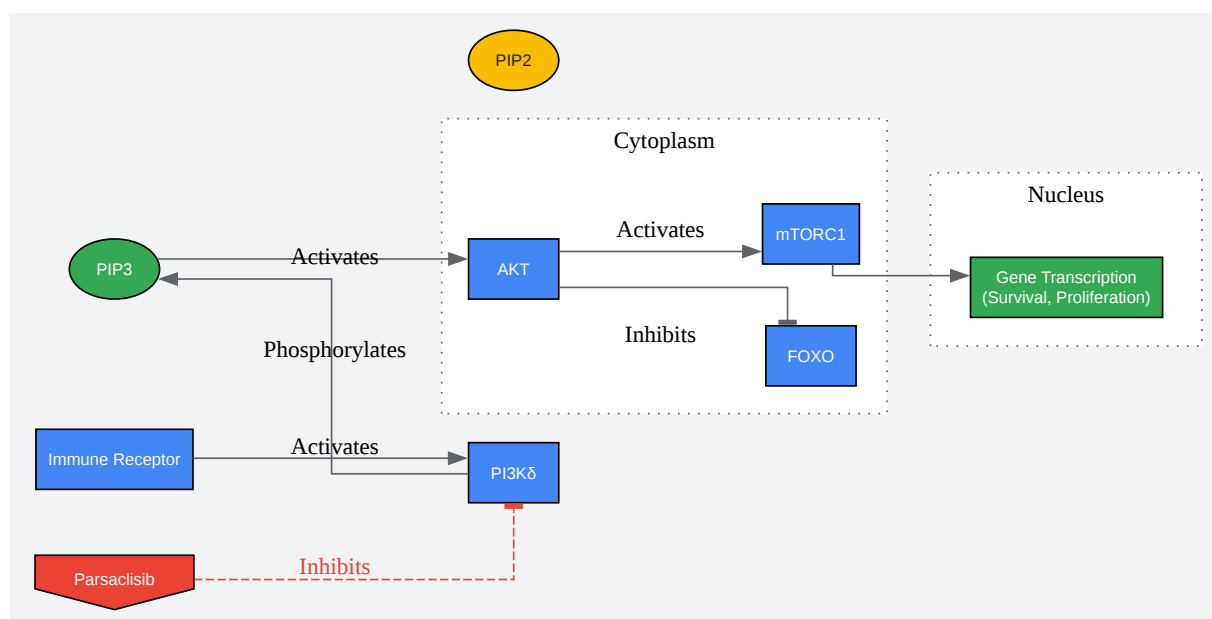 PIP2
Cytoplasm
Nucleus
Activates
mTORC1
PIP3
Activates
AKT
Gene Transcription
(Survival, Proliferation)
Inhibits
FOXO
Phosphorylates
Immune Receptor
Activates
PI3Kδ
Parsaclisib
Inhibits